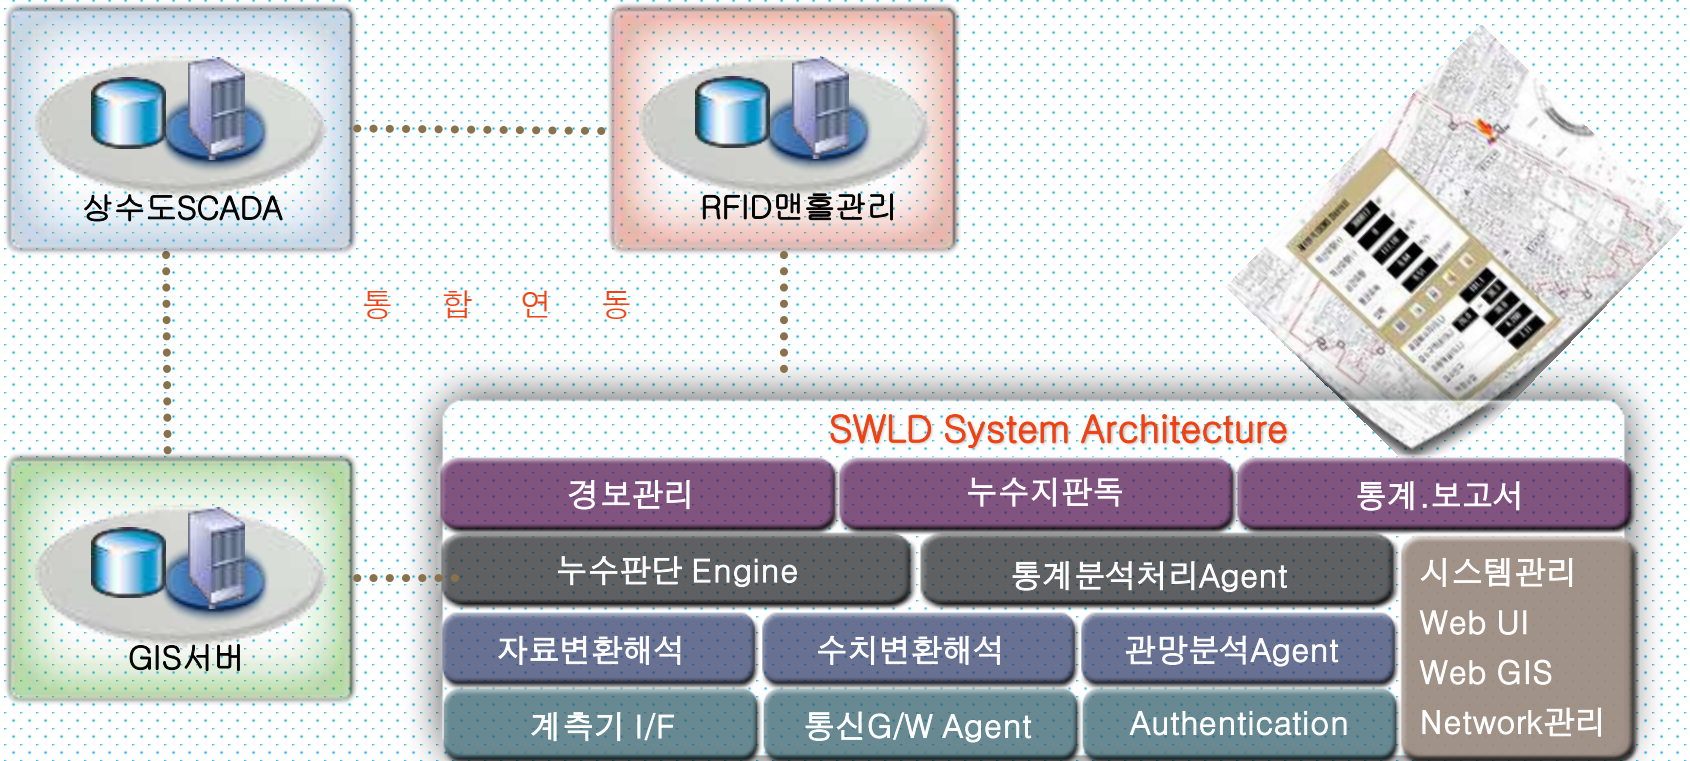 상수도SCADA
RFID맨홀관리
통 합 연 동
GIS서버
SWLD System Architecture
경보관리
누수지판독
통계.보고서
누수판단 Engine
통계분석처리Agent
자료변환해석
수치변환해석
관망분석Agent
계측기 I/F
통신G/W Agent
Authentication
시스템관리
Web UI
Web GIS
Network관리